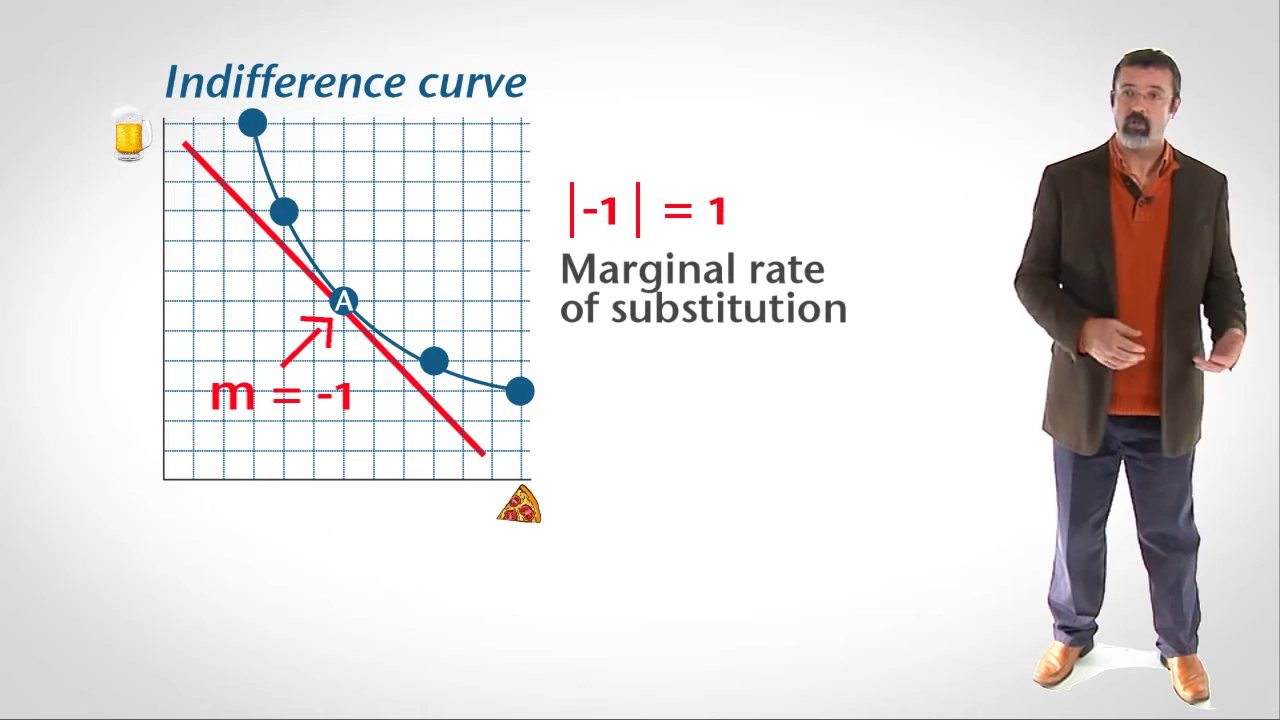 Indifference curve
|-1| = 1
Marginal rate
of substitution
A
m = -1